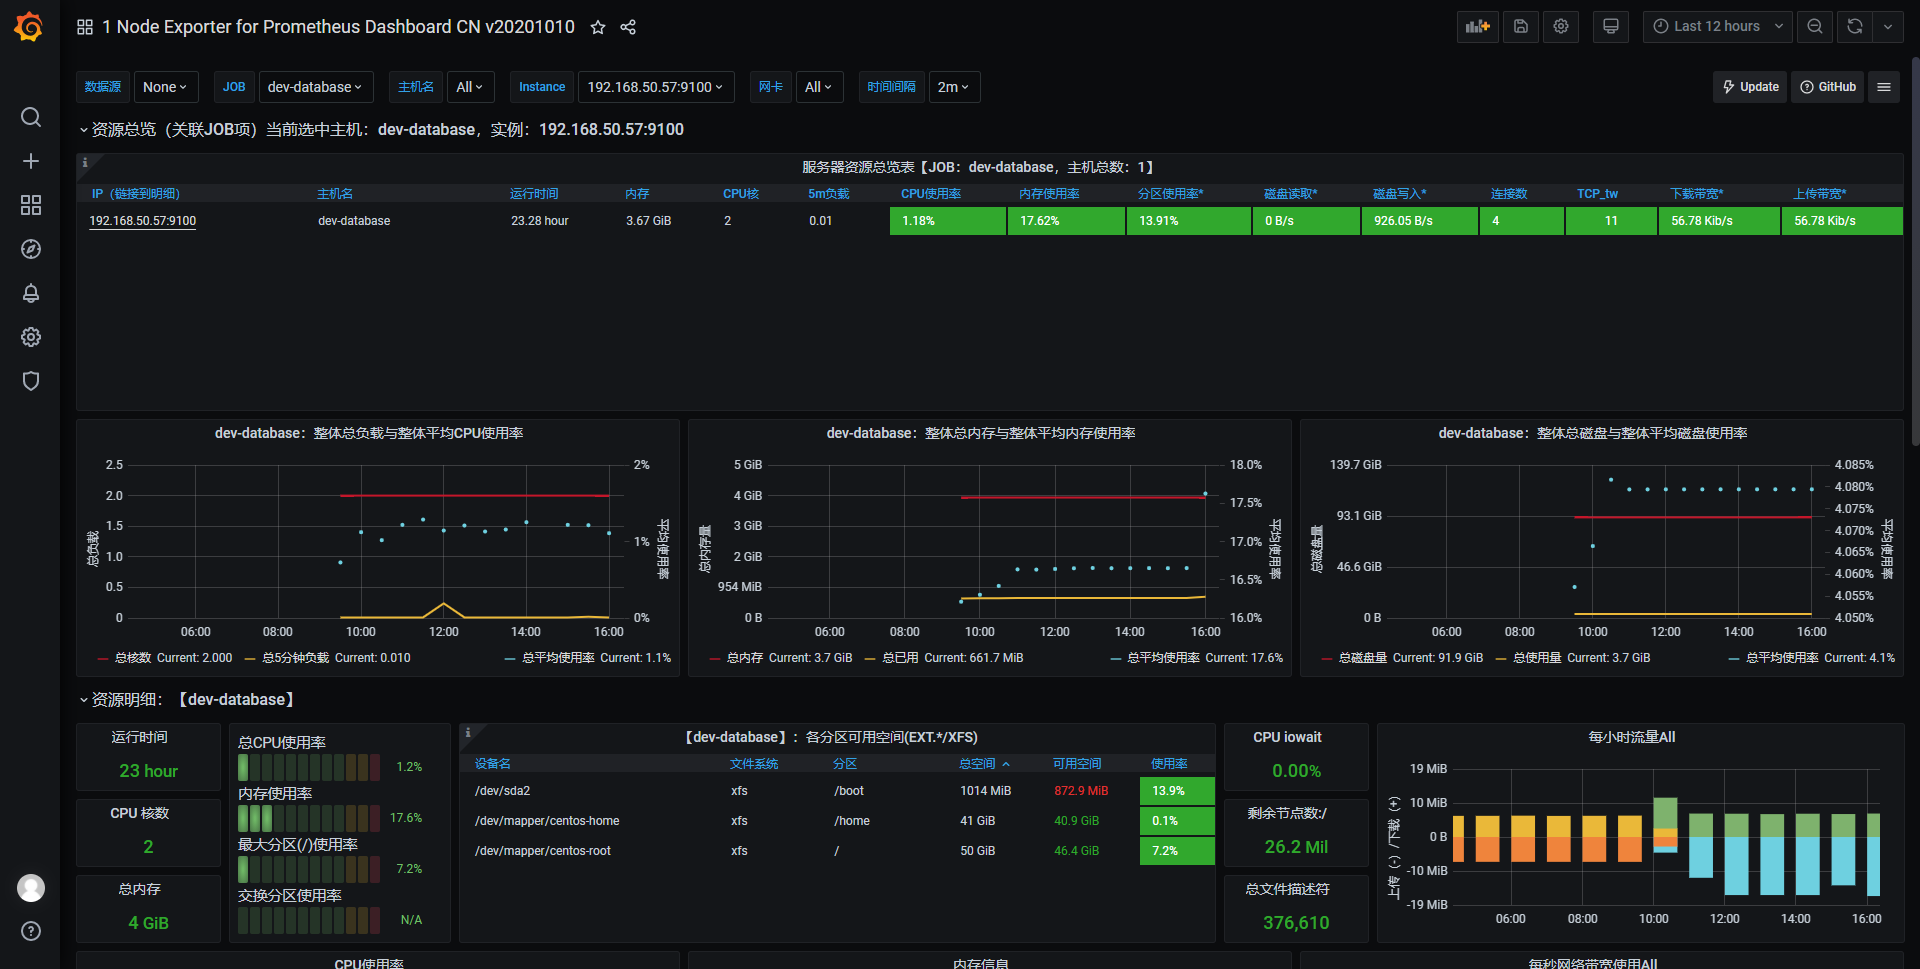 1 Node Exporter for Prometheus Dashboard CN v20201010
Last 12 hours
数据源 None JOB dev-database 主机名 All Instance 192.168.50.57:9100 网卡 All 时间间隔 2m Update GitHub
资源总览（关联JOB项）当前选中主机：dev-database，实例：192.168.50.57:9100
服务器资源总览表【JOB：dev-database，主机总数：1】
IP（链接到明细） 主机名 运行时间 内存 CPU核 5m负载 CPU使用率 内存使用率 分区使用率* 磁盘读取* 磁盘写入* 连接数 TCP_tw 下载带宽* 上传带宽*
192.168.50.57:9100 dev-database 23.28 hour 3.67 GiB 2 0.01 1.18% 17.62% 13.91% 0 B/s 926.05 B/s 4 11 56.78 Kib/s 56.78 Kib/s
dev-database：整体总负载与整体平均CPU使用率
2.5
2.0
1.5
1.0
0.5
0
2%
1%
0%
总负载
整体平均使用率
06:00 08:00 10:00 12:00 14:00 16:00
总核数 Current: 2.000 总5分钟负载 Current: 0.010 总平均使用率 Current: 1.1%
dev-database：整体总内存与整体平均内存使用率
5 GiB
4 GiB
3 GiB
2 GiB
954 MiB
0 B
18.0%
17.5%
17.0%
16.5%
16.0%
总内存量
整体平均使用率
06:00 08:00 10:00 12:00 14:00 16:00
总内存 Current: 3.7 GiB 总已用 Current: 661.7 MiB 总平均使用率 Current: 17.6%
dev-database：整体总磁盘与整体平均磁盘使用率
139.7 GiB
93.1 GiB
46.6 GiB
0 B
4.085%
4.080%
4.075%
4.070%
4.065%
4.060%
4.055%
4.050%
总磁盘量
整体平均使用率
06:00 08:00 10:00 12:00 14:00 16:00
总磁盘量 Current: 91.9 GiB 总使用量 Current: 3.7 GiB 总平均使用率 Current: 4.1%
资源明细：【dev-database】
运行时间
23 hour
CPU 核数
2
总内存
4 GiB
总CPU使用率
1.2%
内存使用率
17.6%
最大分区(/)使用率
7.2%
交换分区使用率
N/A
【dev-database】：各分区可用空间(EXT.*/XFS)
设备名 文件系统 分区 总空间 可用空间 使用率
/dev/sda2 xfs /boot 1014 MiB 872.9 MiB 13.9%
/dev/mapper/centos-home xfs /home 41 GiB 40.9 GiB 0.1%
/dev/mapper/centos-root xfs / 50 GiB 46.4 GiB 7.2%
CPU iowait
0.00%
剩余节点数:/
26.2 Mil
总文件描述符
376,610
每小时流量All
19 MiB
10 MiB
0 B
-10 MiB
-19 MiB
上传（-）/下载（+）
06:00 08:00 10:00 12:00 14:00 16:00
CPU使用率
内存信息
每秒网络带宽使用All